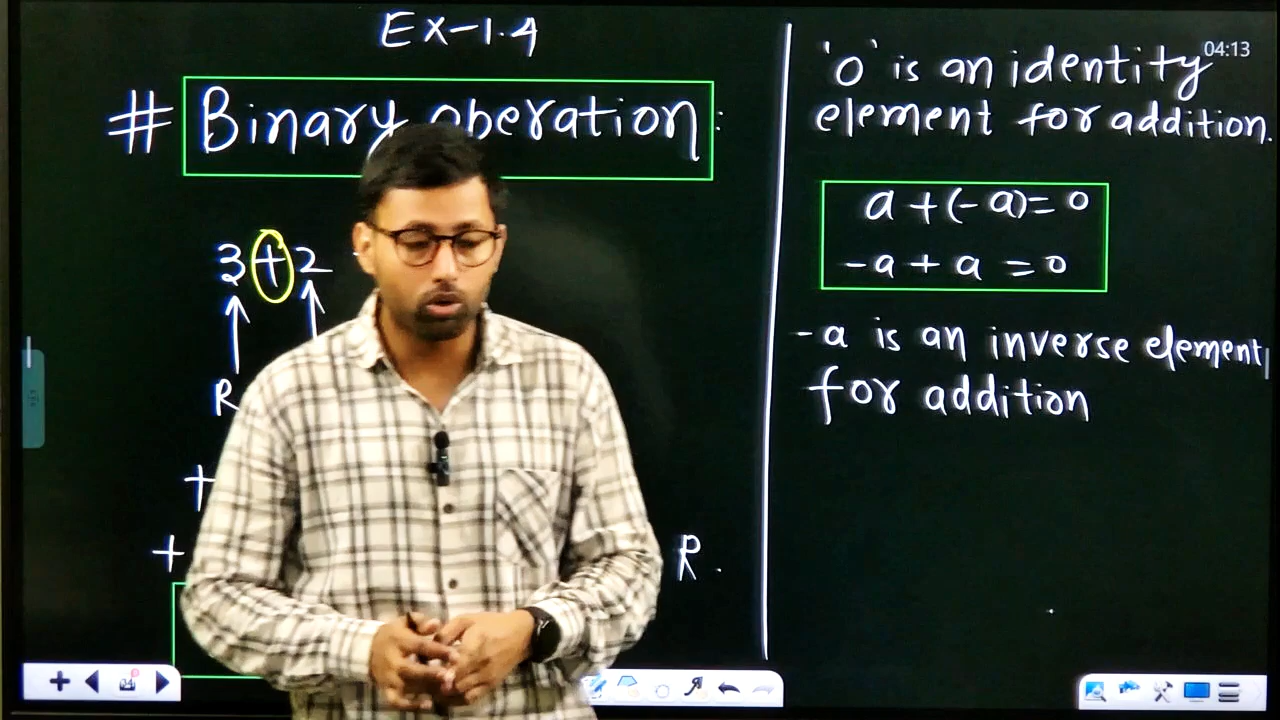 Ex-1.4
# Binary operation:
3 + 2
R
+
+ R.
'0' is an identity
element for addition.
a + (-a) = 0
-a + a = 0
-a is an inverse element
for addition
04:13